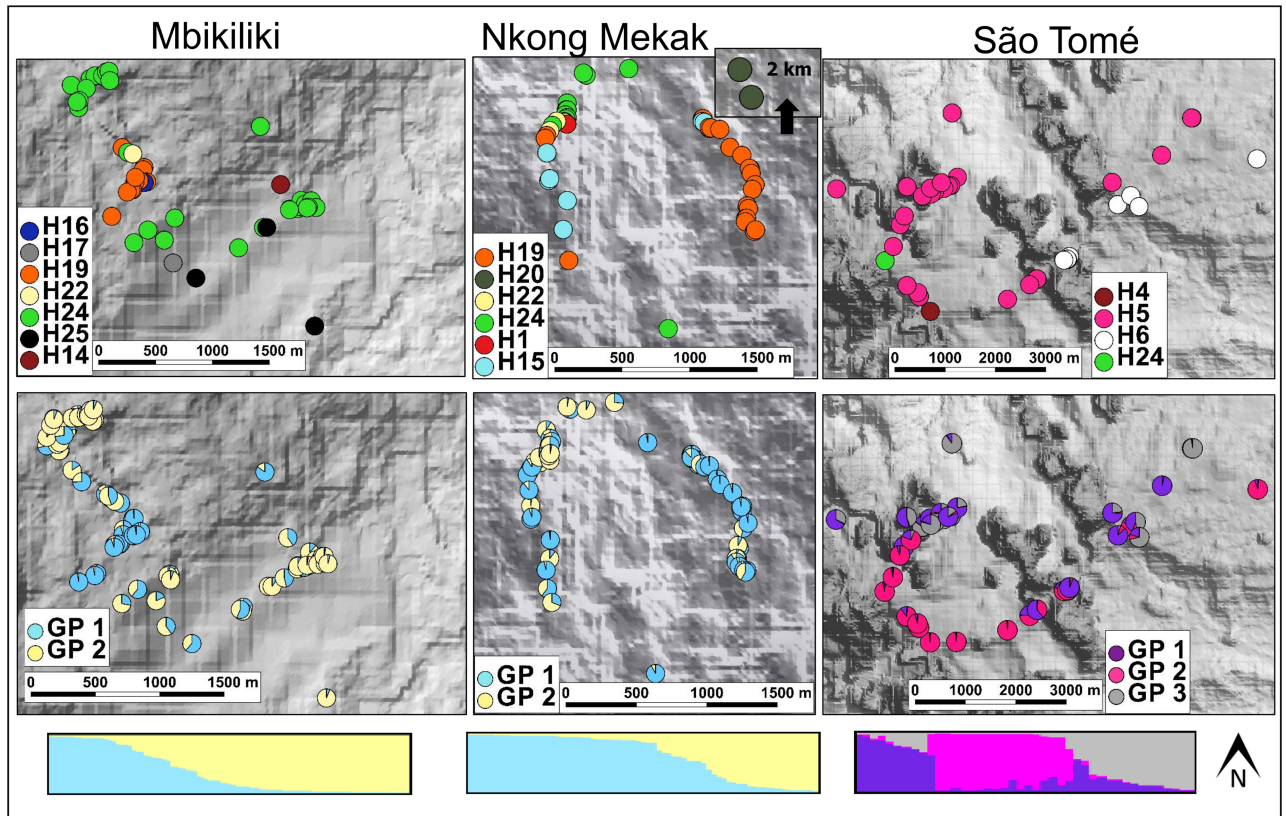 Mbikiliki
Nkong Mekak
São Tomé
2 km
H16
H17
H19
H22
H24
H25
H14
0 500 1000 1500 m
H19
H20
H22
H24
H1
H15
0 500 1000 1500 m
H4
H5
H6
H24
0 1000 2000 3000 m
GP 1
GP 2
0 500 1000 1500 m
GP 1
GP 2
0 500 1000 1500 m
GP 1
GP 2
GP 3
0 1000 2000 3000 m
N